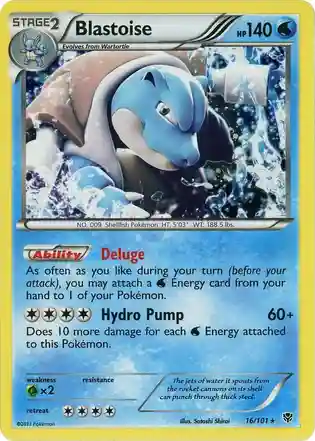 STAGE2
Blastoise
HP140
Evolves from Wartortle
NO. 009 Shellfish Pokémon HT: 5'03" WT: 188.5 lbs.
Ability Deluge
As often as you like during your turn (before your
attack), you may attach a Energy card from your
hand to 1 of your Pokémon.
Hydro Pump 60+
Does 10 more damage for each Energy attached
to this Pokémon.
weakness resistance
×2
retreat
The jets of water it spouts from
the rocket cannons on its shell
can punch through thick steel.
©2011 Pokémon
Illus. Satoshi Shirai
16/101 ★